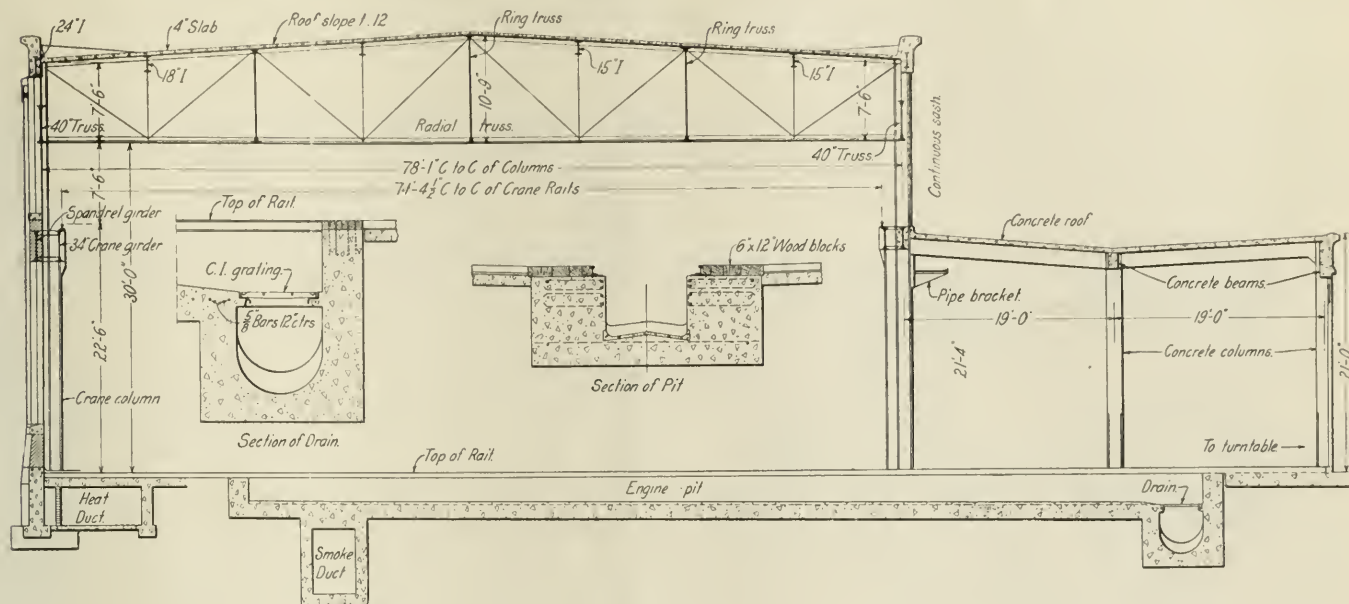 24" I
4" Slab
Roof slope 1.12
Ring truss
Ring truss
18" I
15" I
15" I
7'-6"
10'-9"
7'-6"
40" Truss.
Radial truss.
40" Truss.
Continuous sash.
78'-1" C to C of Columns
71'-4½" C to C of Crane Rails
7'-6"
Top of Rail
Spandrel girder
34" Crane girder
C.I. grating.
6"x12" Wood blocks
Concrete roof
30'-0"
5/8" Bars 12" ctrs
Pipe bracket.
Concrete beams.
19'-0"
19'-0"
22'-6"
Section of Pit
21'-4"
Concrete columns.
21'-0"
Crane column
Section of Drain.
To turntable
Top of Rail.
Engine pit
Drain
Heat
Duct.
Smoke
Duct